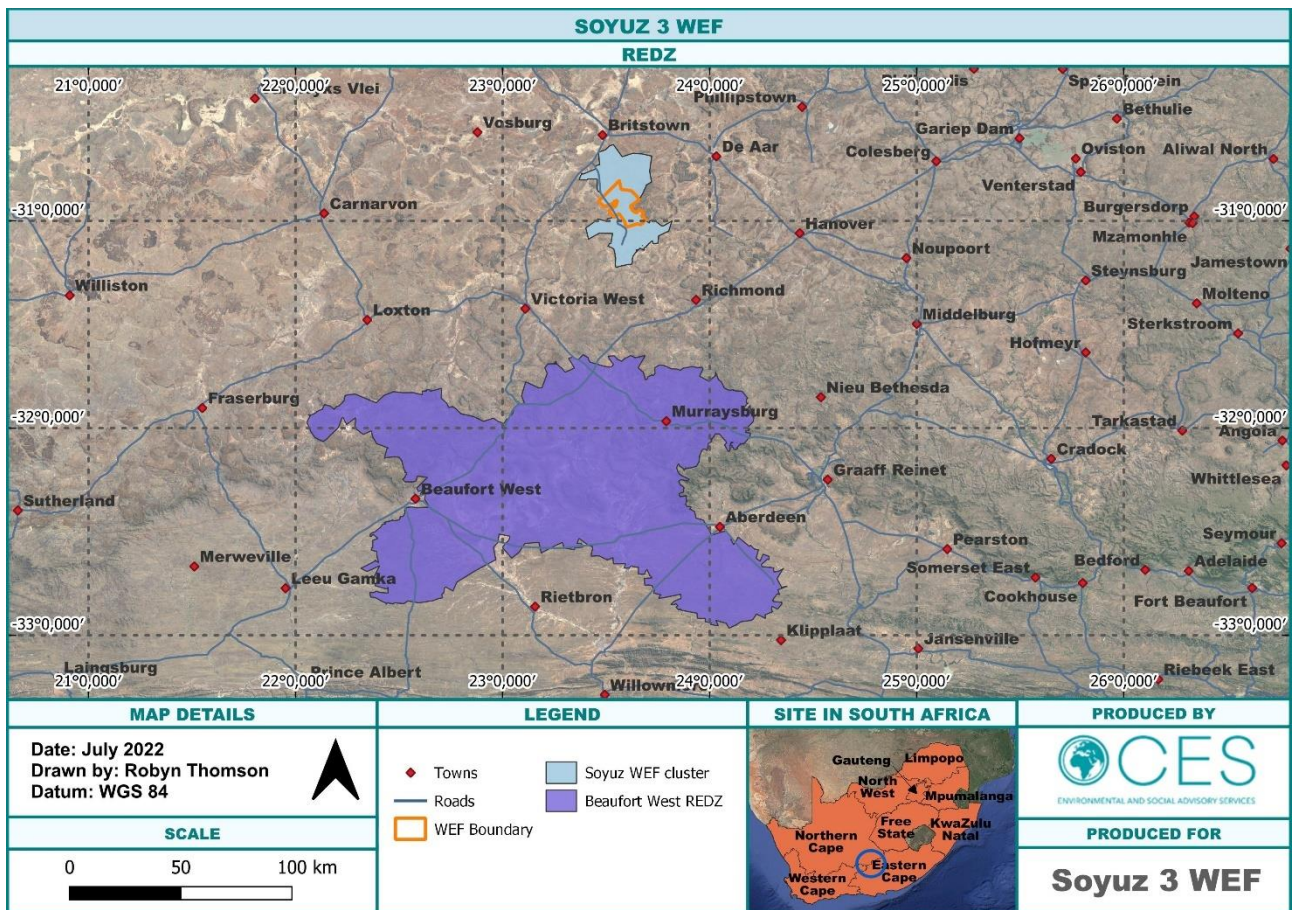 SOYUZ 3 WEF
REDZ
21°0,000′
22°0,000′
23°0,000′
24°0,000′
25°0,000′
26°0,000′
Vosburg
Britstown
Phillipstown
De Aar
Gariep Dam
Colesberg
Bethulie
Oviston
Aliwal North
Venterstad
-31°0,000′
-31°0,000′
Carnarvon
Hanover
Burgersdorp
Mzamonhle
Noupoort
Jamestown
Williston
Steynsburg
Victoria West
Richmond
Molteno
Loxton
Middelburg
Sterkstroom
Hofmeyr
Fraserburg
Nieu Bethesda
-32°0,000′
-32°0,000′
Murraysburg
Tarkastad
Angola
Cradock
Graaff Reinet
Whittlesea
Beaufort West
Sutherland
Aberdeen
Seymour
Merweville
Pearston
Leeu Gamka
Somerset East
Bedford
Adelaide
Cookhouse
Fort Beaufort
Rietbron
-33°0,000′
-33°0,000′
Klipplaat
Jansenville
Laingsburg
Prince Albert
Riebeek East
21°0,000′
22°0,000′
23°0,000′
24°0,000′
25°0,000′
26°0,000′
MAP DETAILS
Date: July 2022
Drawn by: Robyn Thomson
Datum: WGS 84
SCALE
0 50 100 km
LEGEND
Towns
Roads
WEF Boundary
Soyuz WEF cluster
Beaufort West REDZ
SITE IN SOUTH AFRICA
Limpopo
Gauteng
North
West
Mpumalanga
Free
State
KwaZulu
Natal
Northern
Cape
Eastern
Cape
Western
Cape
PRODUCED BY
CES
ENVIRONMENTAL AND SOCIAL ADVISORY SERVICES
PRODUCED FOR
Soyuz 3 WEF